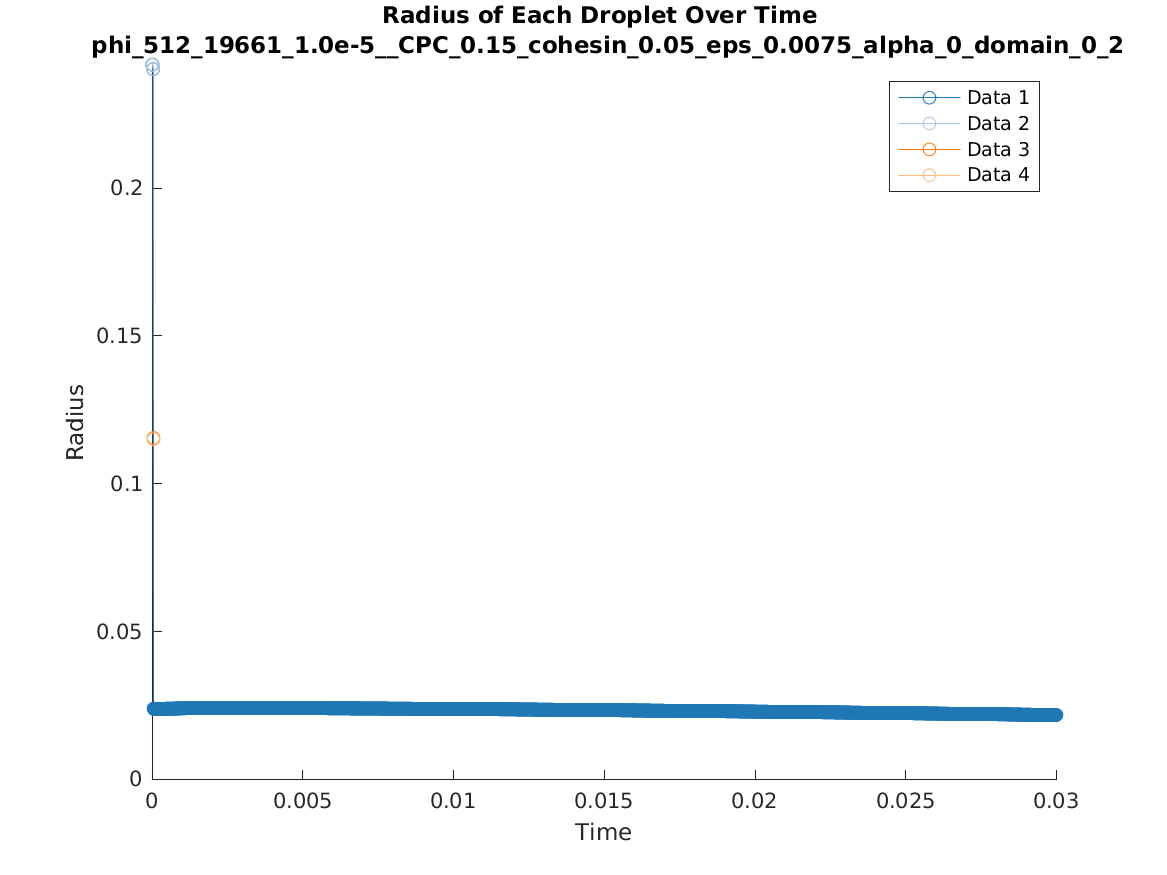 Radius of Each Droplet Over Time
phi_512_19661_1.0e-5__CPC_0.15_cohesin_0.05_eps_0.0075_alpha_0_domain_0_2
Data 1
Data 2
Data 3
Data 4
0.2
0.15
0.1
0.05
0
Radius
0
0.005
0.01
0.015
0.02
0.025
0.03
Time